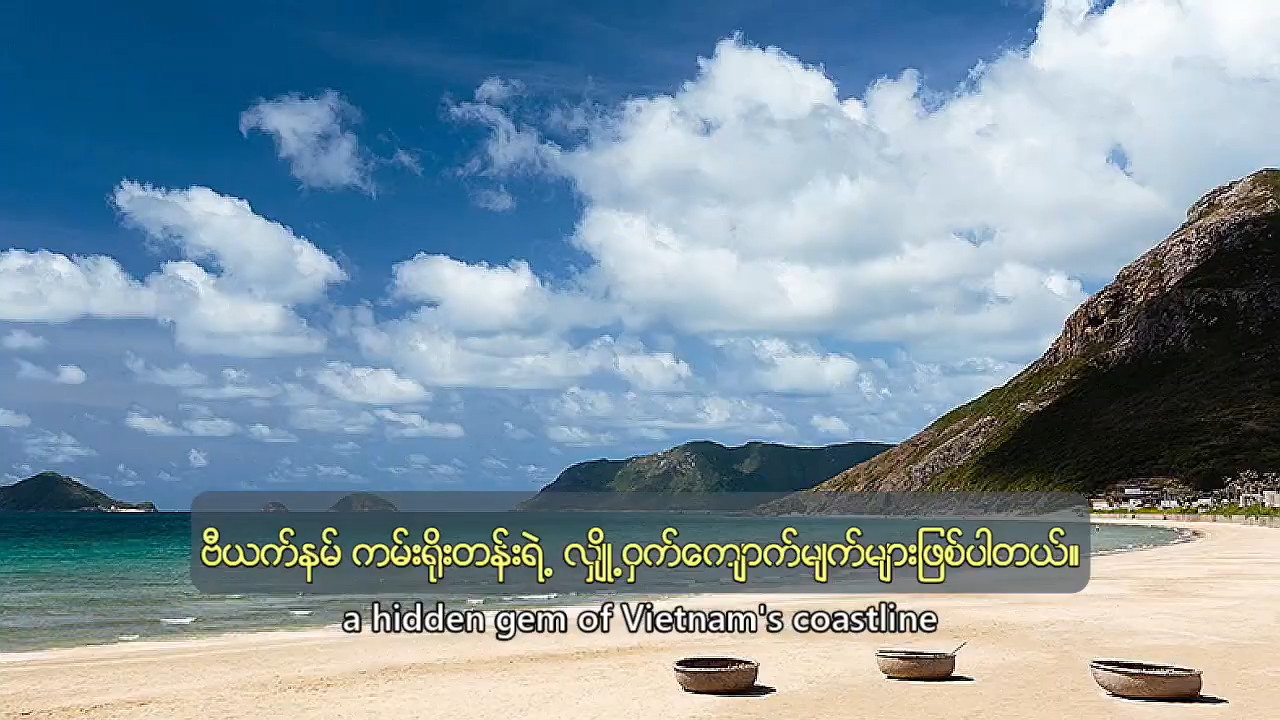 ဗီယက်နမ် ကမ်းရိုးတန်းရဲ့ လျှို့ဝှက်ကျောက်မျက်များဖြစ်ပါတယ်။
a hidden gem of Vietnam's coastline